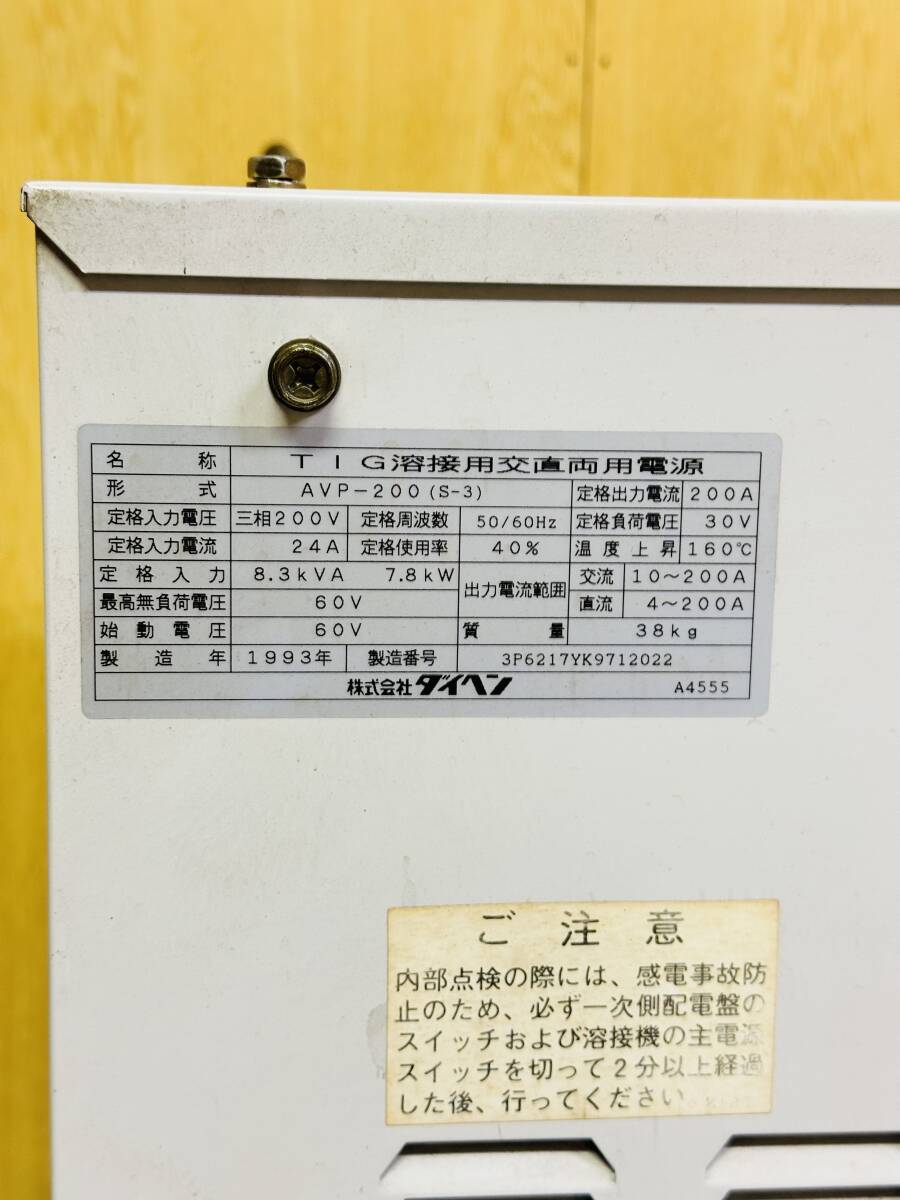 名称 TIG溶接用交直両用電源
形式 AVP-200(S-3) 定格出力電流 200A
定格入力電圧 三相200V 定格周波数 50/60Hz 定格負荷電圧 30V
定格入力電流 24A 定格使用率 40% 温度上昇 160℃
定格入力 8.3kVA 7.8kW 出力電流範囲 交流 10～200A
最高無負荷電圧 60V 直流 4～200A
始動電圧 60V 質量 38kg
製造年 1993年 製造番号 3P6217YK9712022
株式会社ダイヘン A4555
ご注意
内部点検の際には、感電事故防
止のため、必ず一次側配電盤の
スイッチおよび溶接機の主電源
スイッチを切って2分以上経過
した後、行ってください。